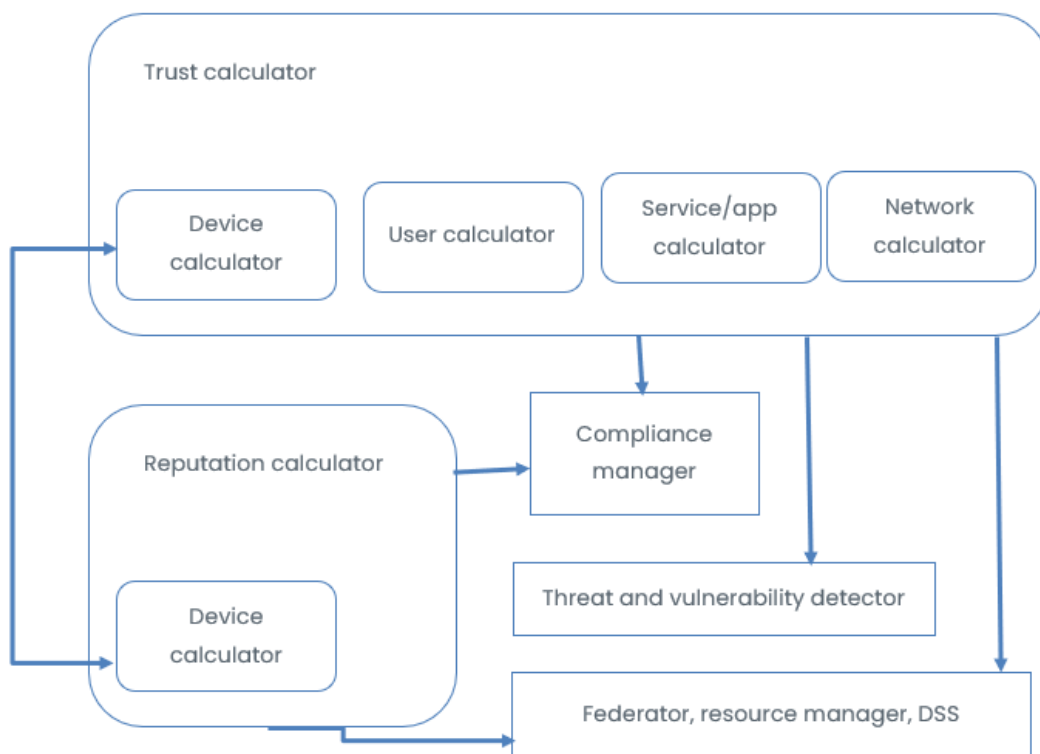 Trust calculator
Device
calculator
User calculator
Service/app
calculator
Network
calculator
Reputation calculator
Compliance
manager
Device
calculator
Threat and vulnerability detector
Federator, resource manager, DSS